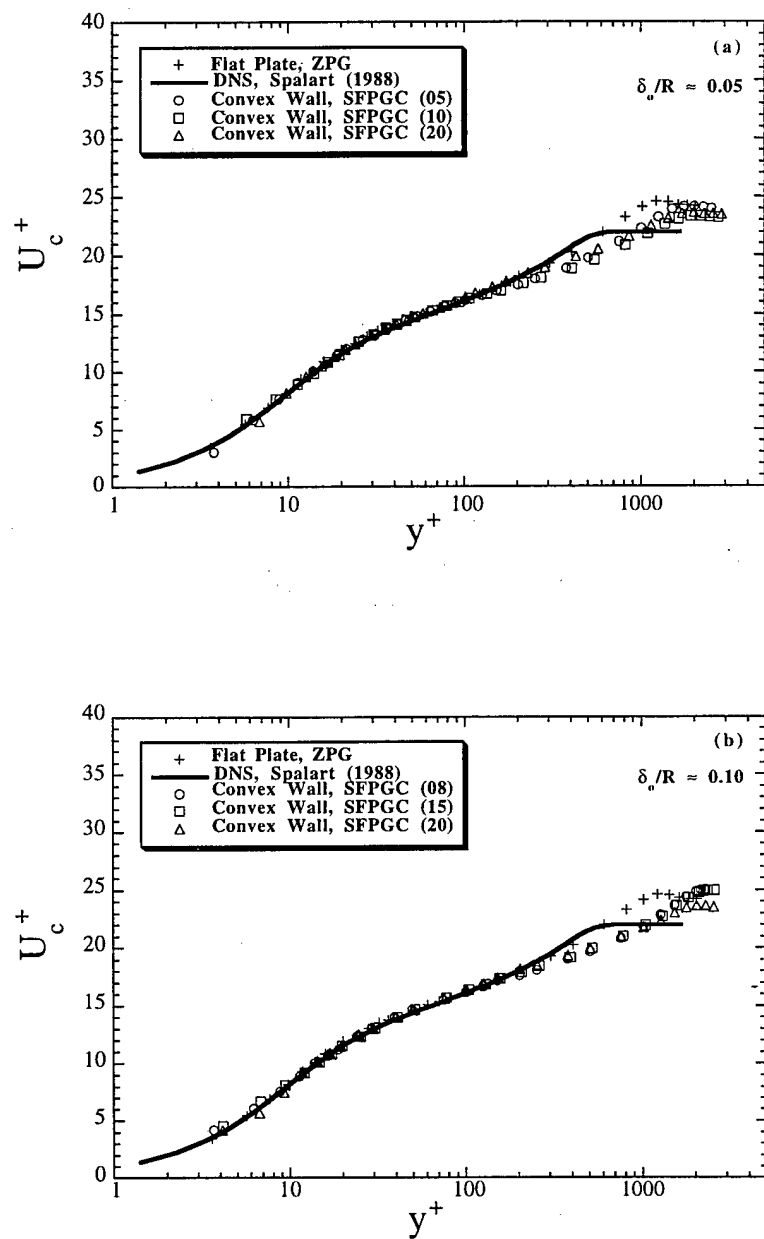 (a)
Flat Plate, ZPG
DNS, Spalart (1988)
Convex Wall, SFPGC (05)
Convex Wall, SFPGC (10)
Convex Wall, SFPGC (20)
δₒ/R ≈ 0.05
40
35
30
25
20
15
10
5
0
U_c^+
1 10 100 1000
y^+
(b)
Flat Plate, ZPG
DNS, Spalart (1988)
Convex Wall, SFPGC (08)
Convex Wall, SFPGC (15)
Convex Wall, SFPGC (20)
δₒ/R ≈ 0.10
40
35
30
25
20
15
10
5
0
U_c^+
1 10 100 1000
y^+